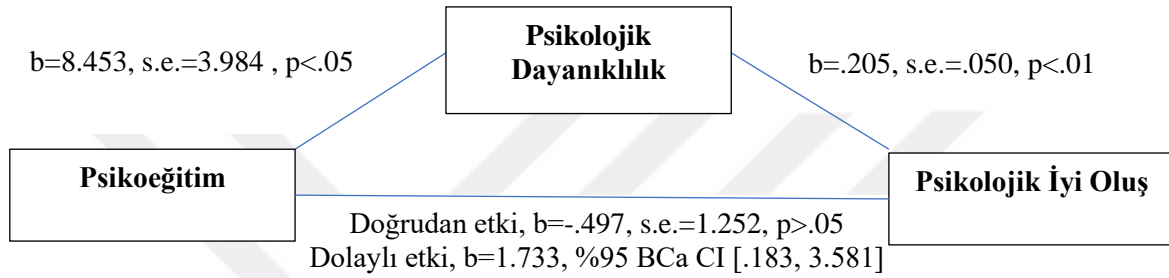 Psikolojik
Dayanıklılık
b=8.453, s.e.=3.984 , p<.05
b=.205, s.e.=.050, p<.01
Psikoeğitim
Psikolojik İyi Oluş
Doğrudan etki, b=-.497, s.e.=1.252, p>.05
Dolaylı etki, b=1.733, %95 BCa CI [.183, 3.581]